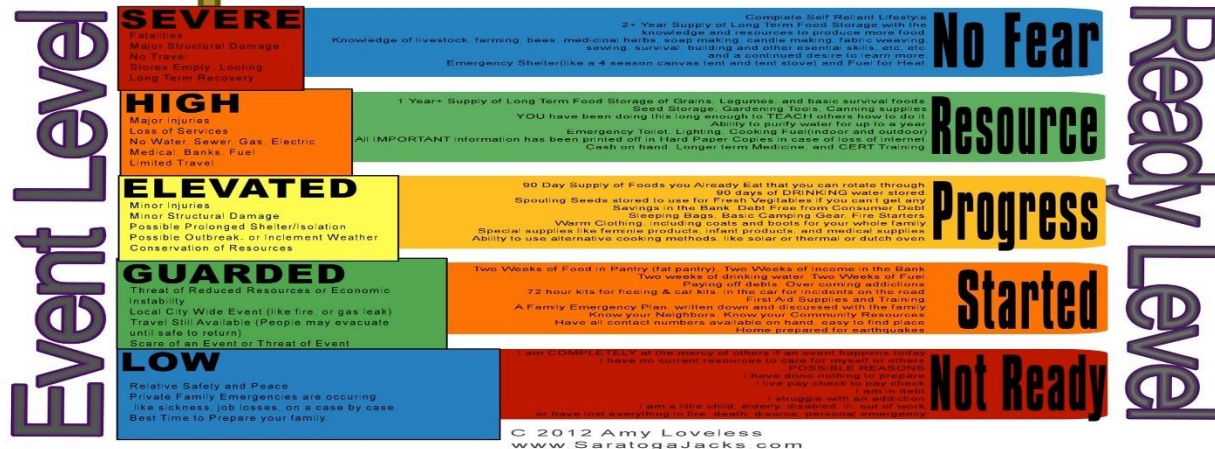 Event Level
SEVERE
Fatalities
Major Structural Damage
No Travel
Stores Empty, Looting
Long Term Recovery
Complete Self Reliant Lifestyle
2+ Year Supply of Long Term Food Storage with the
knowledge and resources to produce more food
Knowledge of livestock, farming, bees, medicinal herbs, soap making, candle making, fabric weaving,
sewing, survival, building and other esential skills, etc, etc
and a continued desire to learn more
Emergency Shelter(like a 4 season canvas tent and tent stove) and Fuel for Heat
No Fear
HIGH
Major Injuries
Loss of Services
No Water, Sewer, Gas, Electric
Medical, Banks, Fuel
Limited Travel
1 Year+ Supply of Long Term Food Storage of Grains, Legumes, and basic survival foods
Seed Storage, Gardening Tools, Canning supplies
YOU have been doing this long enough to TEACH others how to do it.
Ability to purify water for up to a year
Emergency Toilet, Lighting, Cooking Fuel(indoor and outdoor)
All IMPORTANT information has been printed off in Hard Paper Copies in case of loss of internet
Cash on hand, Longer term Medicine, and CERT Training
Resource
ELEVATED
Minor Injuries
Minor Structural Damage
Possible Prolonged Shelter/Isolation
Possible Outbreak, or Inclement Weather
Conservation of Resources
90 Day Supply of Foods you Already Eat that you can rotate through
90 days of DRINKING water stored
Spouting Seeds stored to use for Fresh Vegitables if you cant get any
Savings in the Bank, Debt Free from Consumer Debt
Sleeping Bags, Basic Camping Gear, Fire Starters
Warm Clothing, including coats and boots for your whole family
Special supplies like feminie products, infant products, and medical supplies
Ability to use alternative cooking methods, like solar or thermal or dutch oven
Progress
GUARDED
Threat of Reduced Resources or Economic
Instability
Local City Wide Event (like fire, or gas leak)
Travel Still Available (People may evacuate
until safe to return)
Scare of an Event or Threat of Event
Two Weeks of Food in Pantry (fat pantry), Two Weeks of Income in the Bank
Two weeks of drinking water, Two Weeks of Fuel
Paying off debts, Over coming addictions
72 hour kits for fleeing & car kits, in the car for incidents on the road
First Aid Supplies and Training
A Family Emergency Plan, written down and discussed with the family
Know your Neighbors, Know your Community Resources
Have all contact numbers available on hand, easy to find place
Home prepared for earthquakes
Started
LOW
Relative Safety and Peace
Private Family Emergencies are occuring,
like sickness, job losses, on a case by case
Best Time to Prepare your family.
I am COMPLETELY at the mercy of others if an event happens today
I have no current resources to care for myself or others
POSSIBLE REASONS
I have done nothing to prepare
I live pay check to pay check
I am in debt
I struggle with an addiction
I am a little child, elderly, disabled, ill, out of work
or have lost everything in fire, death, divorce, personal emergency
Not Ready
Ready Level
C 2012 Amy Loveless
www.SaratogaJacks.com